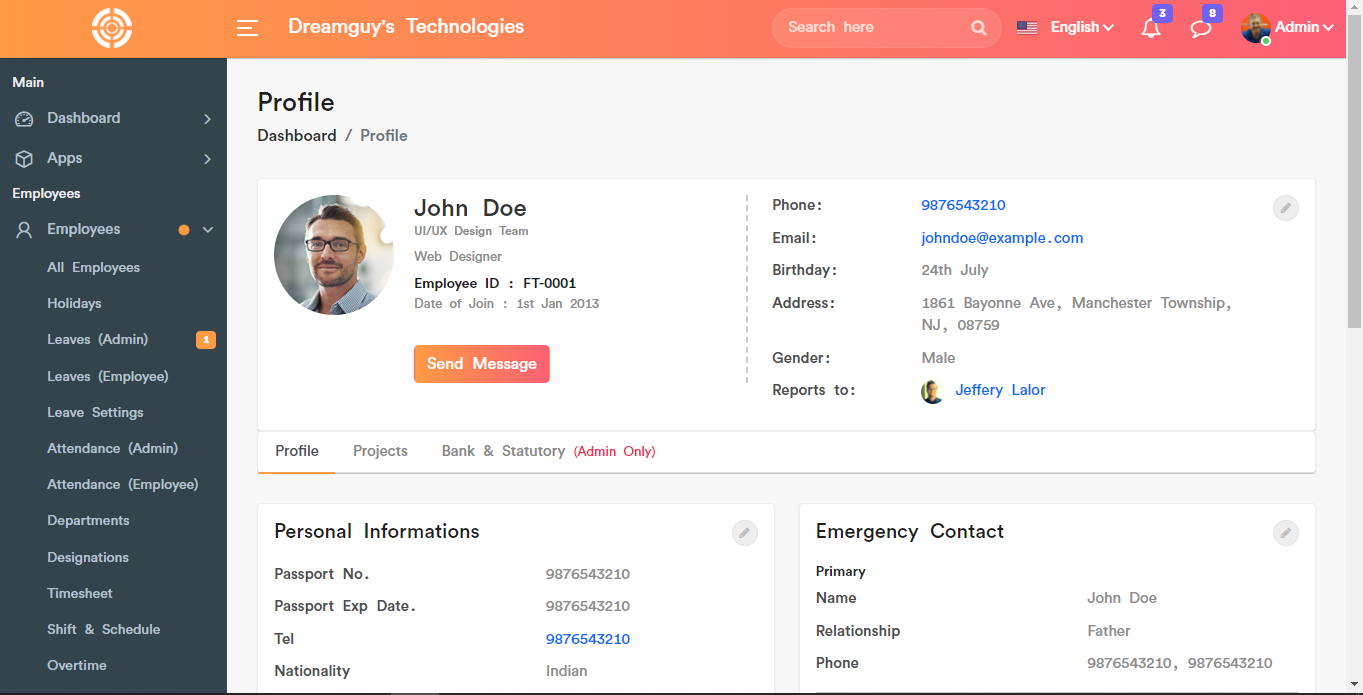 Dreamguy's Technologies
Search here
English
3
8
Admin
Main
Dashboard
Apps
Employees
Employees
All Employees
Holidays
Leaves (Admin)
1
Leaves (Employee)
Leave Settings
Attendance (Admin)
Attendance (Employee)
Departments
Designations
Timesheet
Shift & Schedule
Overtime
Profile
Dashboard / Profile
John Doe
UI/UX Design Team
Web Designer
Employee ID : FT-0001
Date of Join : 1st Jan 2013
Send Message
Phone: 9876543210
Email: johndoe@example.com
Birthday: 24th July
Address: 1861 Bayonne Ave, Manchester Township,
NJ, 08759
Gender: Male
Reports to: Jeffery Lalor
Profile Projects Bank & Statutory (Admin Only)
Personal Informations
Passport No. 9876543210
Passport Exp Date. 9876543210
Tel 9876543210
Nationality Indian
Emergency Contact
Primary
Name John Doe
Relationship Father
Phone 9876543210, 9876543210